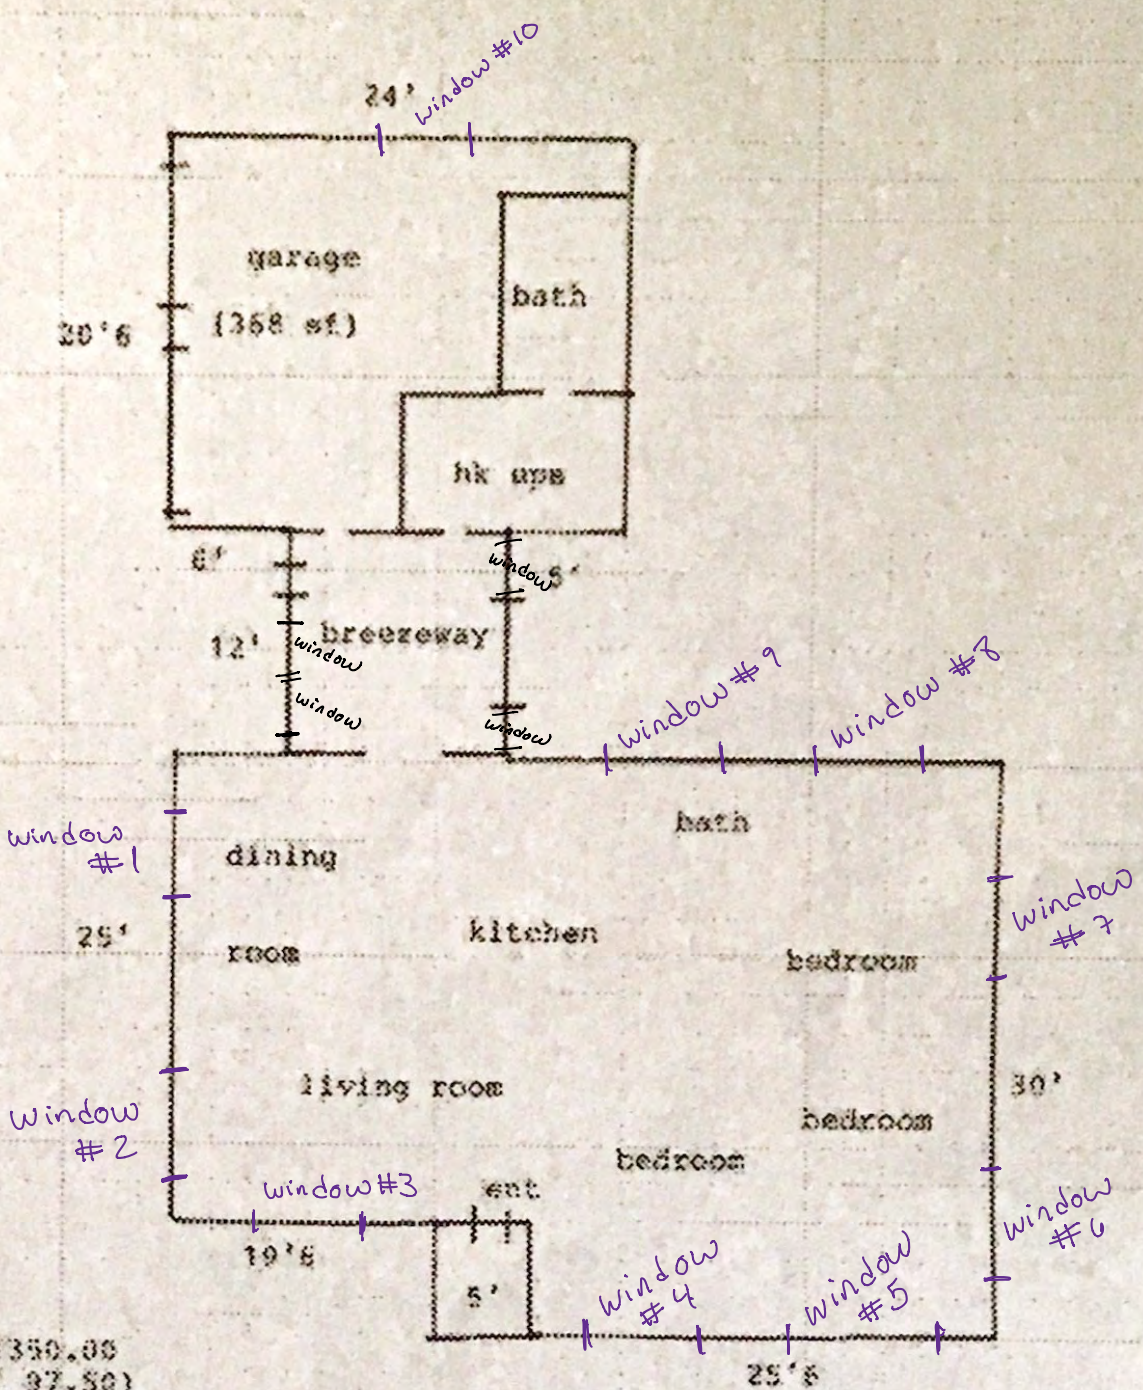 window #10
24'
garage
bath
20'6
(368 sf)
hk ups
6'
window
12'
breezeway
window
window
window
window #9
window #8
bath
window
#1
dining
window
#7
25'
kitchen
room
bedroom
living room
30'
window
#2
bedroom
bedroom
window #3
ent
window
#6
19'6
window
#4
window
#5
5'
350.00
25'6
97.50)